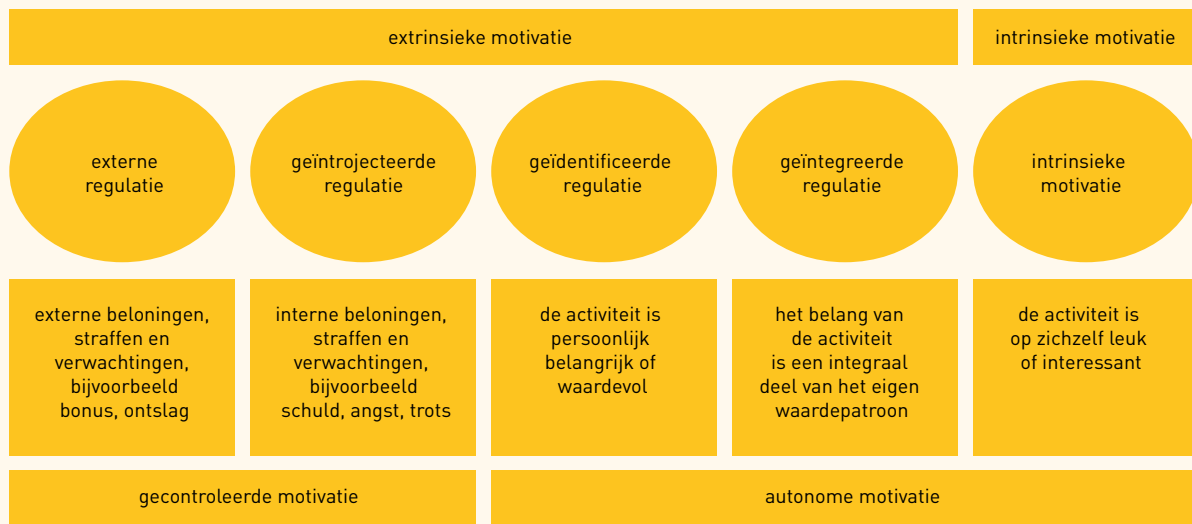 extrinsieke motivatie
intrinsieke motivatie
externe
regulatie
geïntrojecteerde
regulatie
geïdentificeerde
regulatie
geïntegreerde
regulatie
intrinsieke
motivatie
externe beloningen,
straffen en
verwachtingen,
bijvoorbeeld
bonus, ontslag
interne beloningen,
straffen en
verwachtingen,
bijvoorbeeld
schuld, angst, trots
de activiteit is
persoonlijk
belangrijk of
waardevol
het belang van
de activiteit
is een integraal
deel van het eigen
waardepatroon
de activiteit is
op zichzelf leuk
of interessant
gecontroleerde motivatie
autonome motivatie